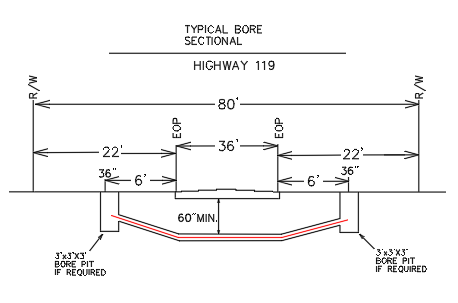 TYPICAL BORE
SECTIONAL
HIGHWAY 119
R/W
R/W
80'
EOP
EOP
36'
22'
22'
36"
6'
6'
36"
60"MIN.
3'x3'X3'
BORE PIT
IF REQUIRED
3'x3'X3'
BORE PIT
IF REQUIRED